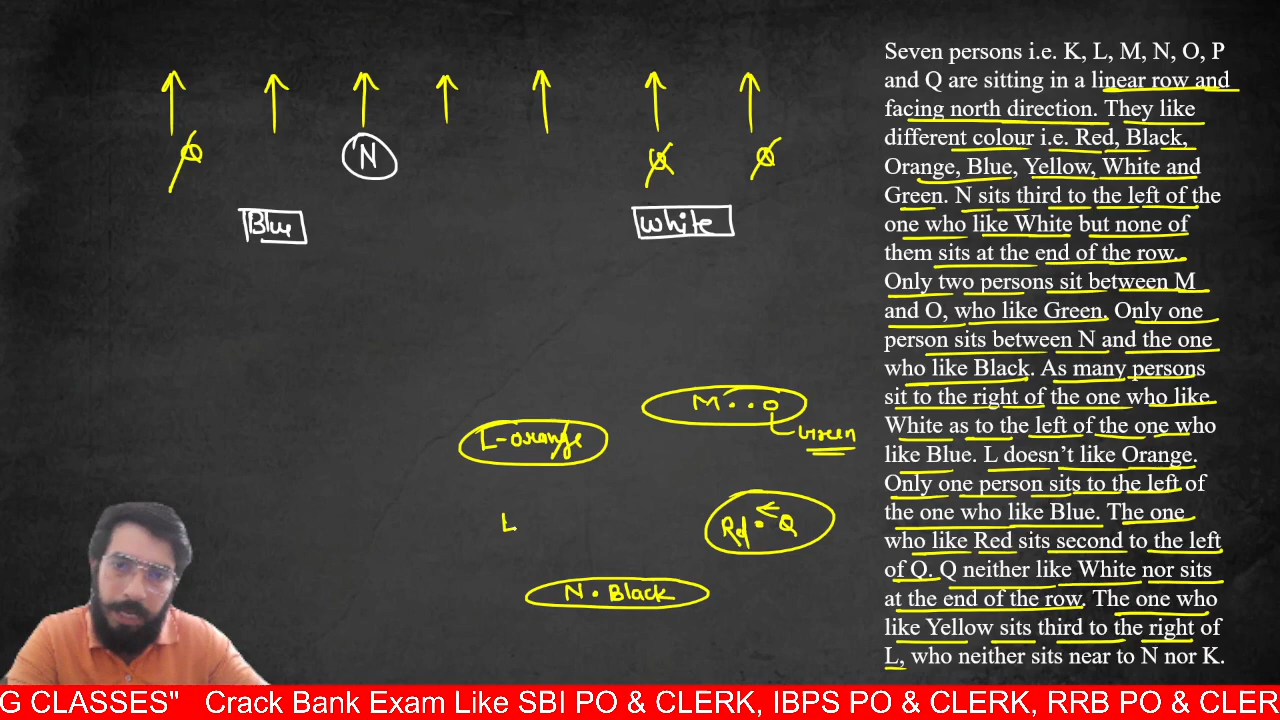 Seven persons i.e. K, L, M, N, O, P
and Q are sitting in a linear row and
facing north direction. They like
different colour i.e. Red, Black,
Orange, Blue, Yellow, White and
Green. N sits third to the left of the
one who like White but none of
them sits at the end of the row.
Only two persons sit between M
and O, who like Green. Only one
person sits between N and the one
who like Black. As many persons
sit to the right of the one who like
White as to the left of the one who
like Blue. L doesn't like Orange.
Only one person sits to the left of
the one who like Blue. The one
who like Red sits second to the left
of Q. Q neither like White nor sits
at the end of the row. The one who
like Yellow sits third to the right of
L, who neither sits near to N nor K.
Q N Q Q
Blue White
M • • O
Green
L-orange
Red • Q
L
N • Black
G CLASSES" Crack Bank Exam Like SBI PO & CLERK, IBPS PO & CLERK, RRB PO & CLER